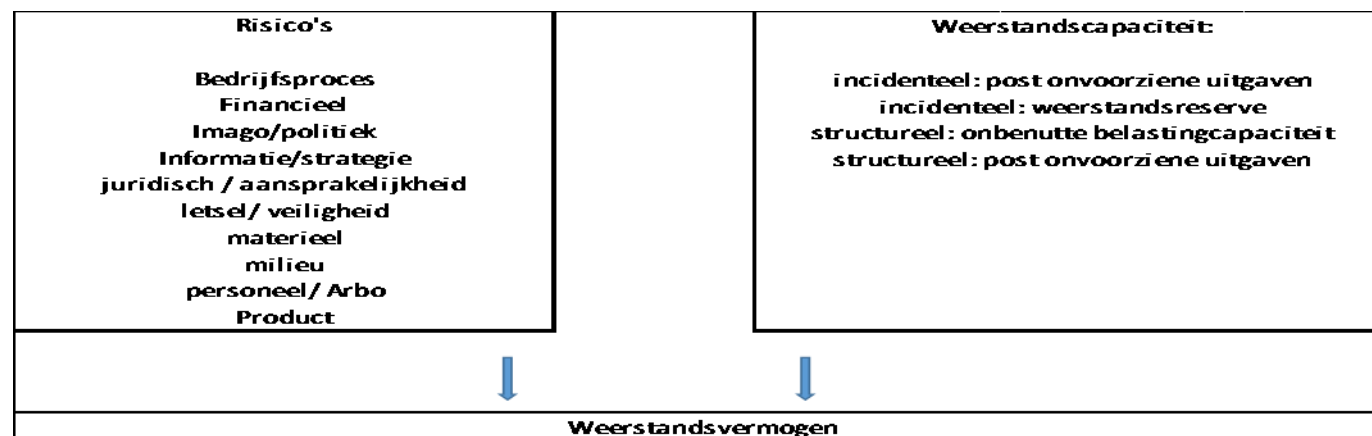 Risico's
Bedrijfsproces
Financieel
Imago/politiek
Informatie/strategie
juridisch / aansprakelijkheid
letsel/ veiligheid
materieel
milieu
personeel/ Arbo
Product
Weerstandscapaciteit:
incidenteel: post onvoorziene uitgaven
incidenteel: weerstandsreserve
structureel: onbenutte belastingcapaciteit
structureel: post onvoorziene uitgaven
Weerstandsvermogen